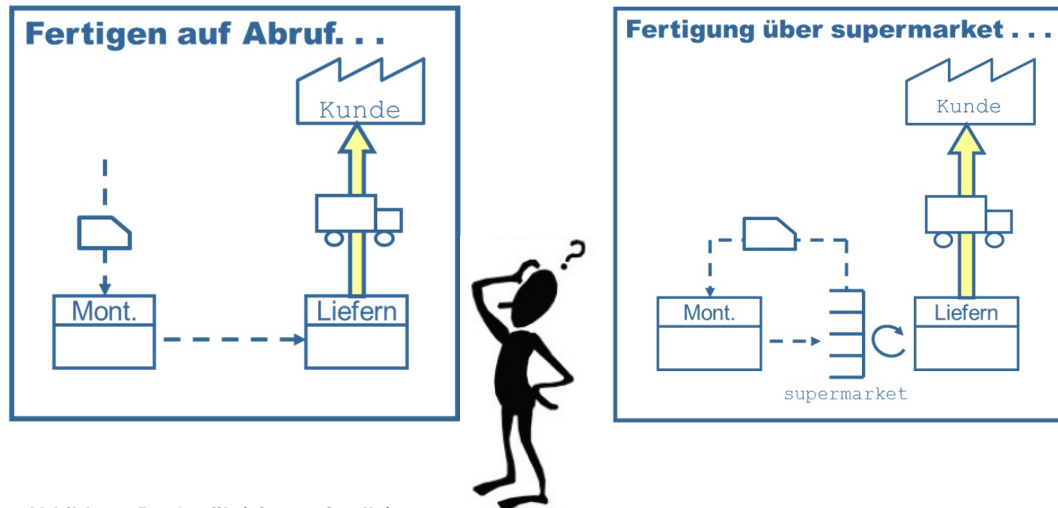 Fertigen auf Abruf. . .
Kunde
Mont.
Liefern
?
Fertigung über supermarket . . .
Kunde
Mont.
Liefern
supermarket